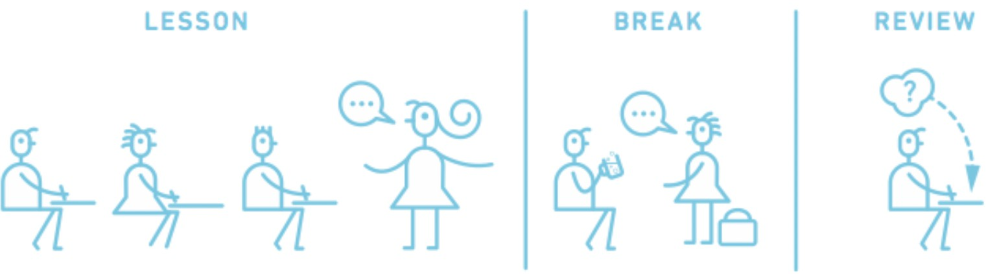 LESSON
BREAK
REVIEW
...
...
?